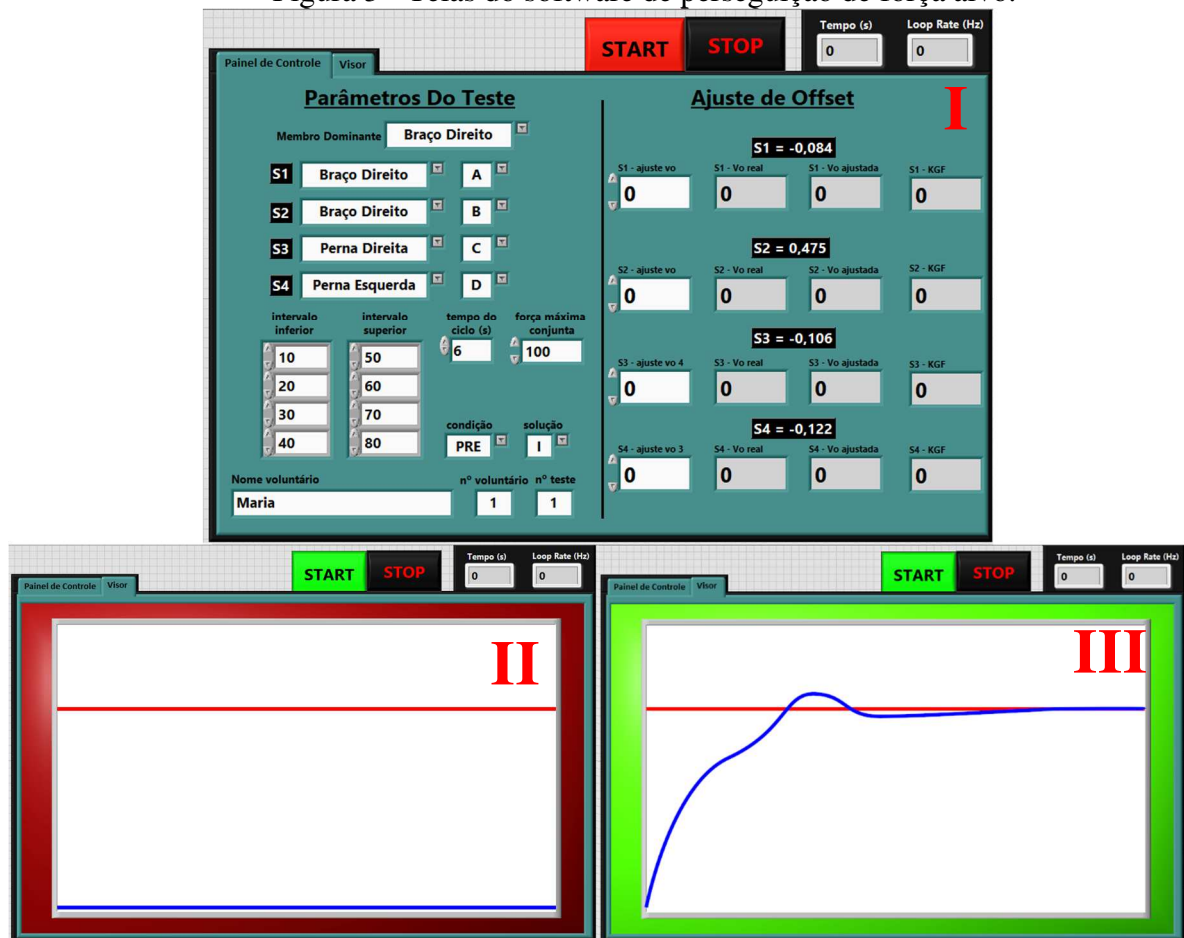 Figura 3 – Telas do software de perseguição de força alvo.
START STOP Tempo (s) Loop Rate (Hz)
0 0
Painel de Controle Visor
I
Parâmetros Do Teste
Membro Dominante Braço Direito
S1 Braço Direito A
S2 Braço Direito B
S3 Perna Direita C
S4 Perna Esquerda D
intervalo inferior intervalo superior tempo do ciclo (s) força máxima conjunta
10 50 6 100
20 60
30 70
40 80
condição solução
PRE I
Nome voluntário nº voluntário nº teste
Maria 1 1
Ajuste de Offset
S1 = -0,084
S1 - ajuste vo S1 - Vo real S1 - Vo ajustada S1 - KGF
0 0 0 0
S2 = 0,475
S2 - ajuste vo S2 - Vo real S2 - Vo ajustada S2 - KGF
0 0 0 0
S3 = -0,106
S3 - ajuste vo 4 S3 - Vo real S3 - Vo ajustada S3 - KGF
0 0 0 0
S4 = -0,122
S4 - ajuste vo 3 S4 - Vo real S4 - Vo ajustada S4 - KGF
0 0 0 0
START STOP Tempo (s) Loop Rate (Hz)
0 0
Painel de Controle Visor
II
START STOP Tempo (s) Loop Rate (Hz)
0 0
Painel de Controle Visor
III